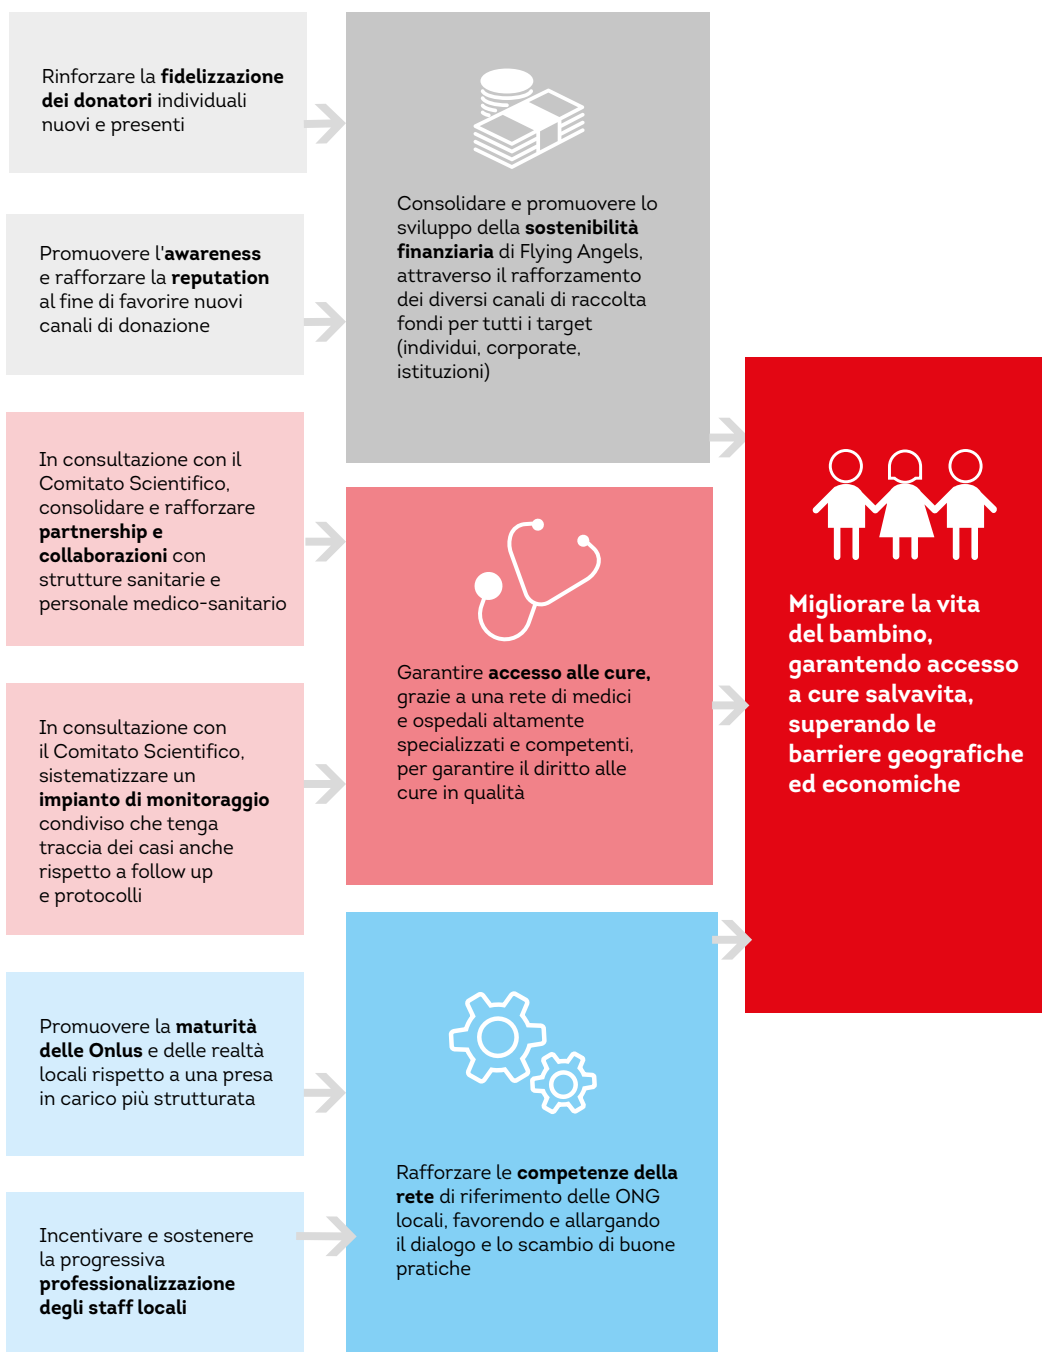 Rinforzare la fidelizzazione
dei donatori individuali
nuovi e presenti
Promuovere l'awareness
e rafforzare la reputation
al fine di favorire nuovi
canali di donazione
In consultazione con il
Comitato Scientifico,
consolidare e rafforzare
partnership e
collaborazioni con
strutture sanitarie e
personale medico-sanitario
In consultazione con
il Comitato Scientifico,
sistematizzare un
impianto di monitoraggio
condiviso che tenga
traccia dei casi anche
rispetto a follow up
e protocolli
Promuovere la maturità
delle Onlus e delle realtà
locali rispetto a una presa
in carico più strutturata
Incentivare e sostenere
la progressiva
professionalizzazione
degli staff locali
Consolidare e promuovere lo
sviluppo della sostenibilità
finanziaria di Flying Angels,
attraverso il rafforzamento
dei diversi canali di raccolta
fondi per tutti i target
(individui, corporate,
istituzioni)
Garantire accesso alle cure,
grazie a una rete di medici
e ospedali altamente
specializzati e competenti,
per garantire il diritto alle
cure in qualità
Rafforzare le competenze della
rete di riferimento delle ONG
locali, favorendo e allargando
il dialogo e lo scambio di buone
pratiche
Migliorare la vita
del bambino,
garantendo accesso
a cure salvavita,
superando le
barriere geografiche
ed economiche